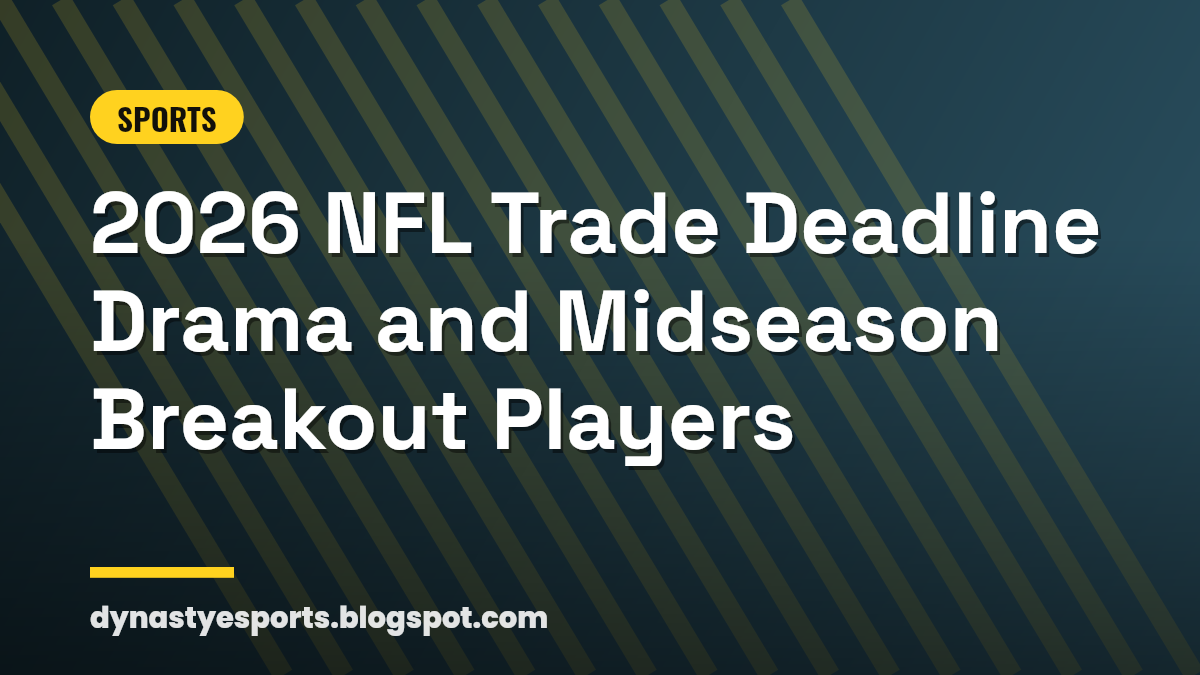 SPORTS
2026 NFL Trade Deadline
Drama and Midseason
Breakout Players
dynastyesports.blogspot.com